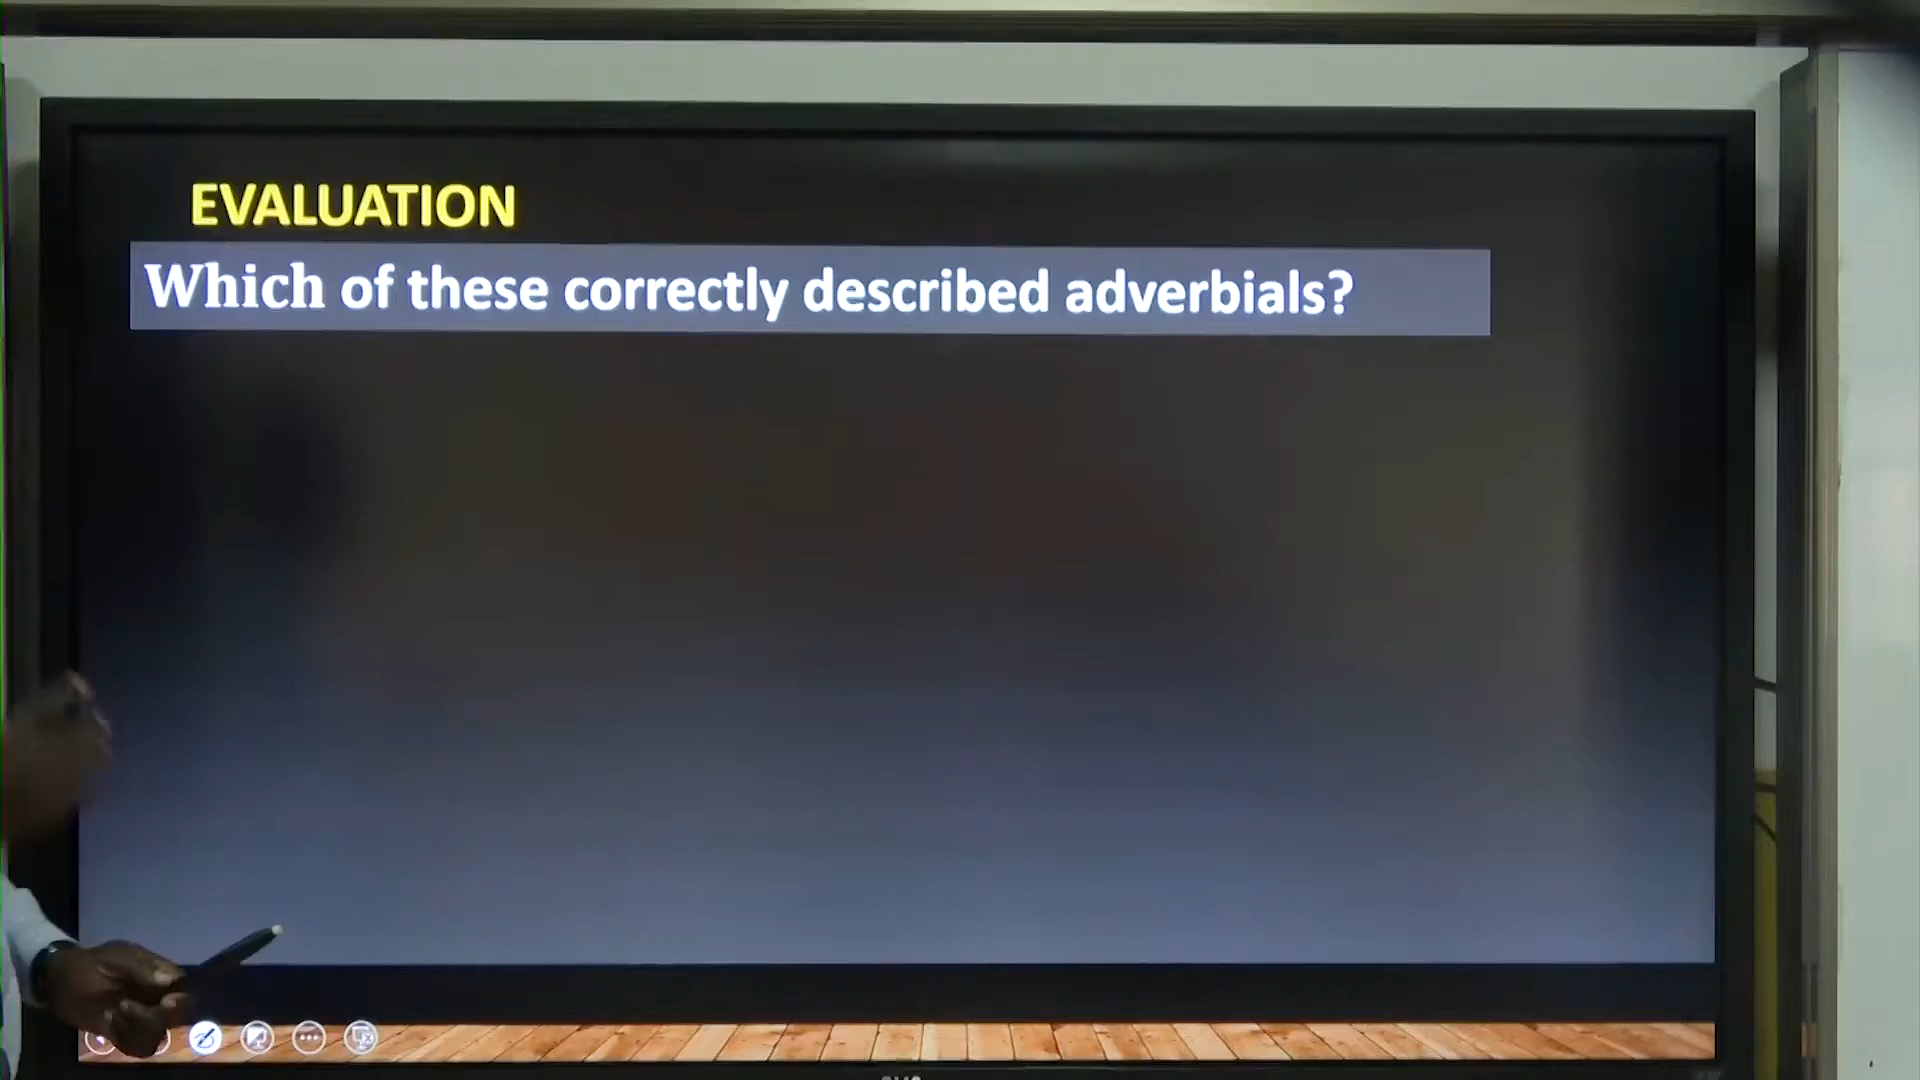 EVALUATION
Which of these correctly described adverbials?